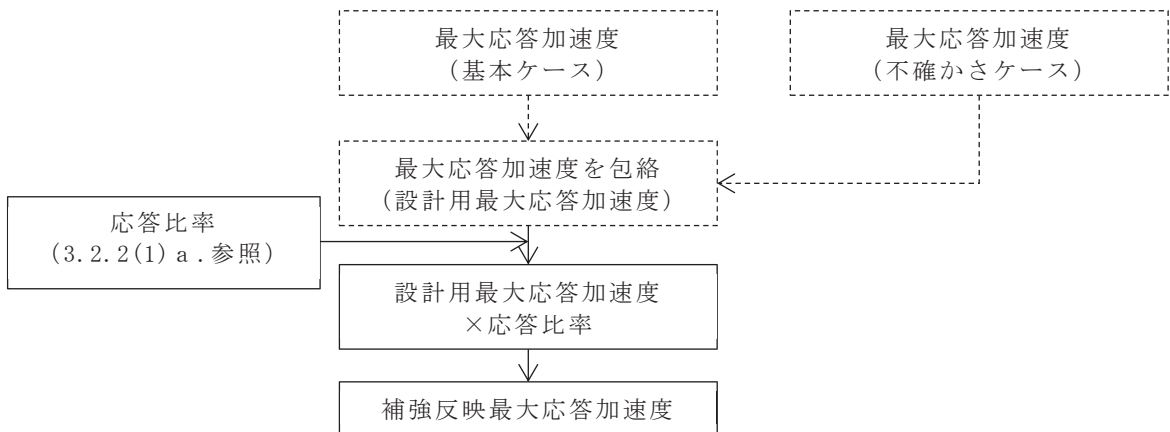 最大応答加速度
（基本ケース）
最大応答加速度
（不確かさケース）
最大応答加速度を包絡
（設計用最大応答加速度）
応答比率
(3.2.2(1)ａ.参照）
設計用最大応答加速度
×応答比率
補強反映最大応答加速度